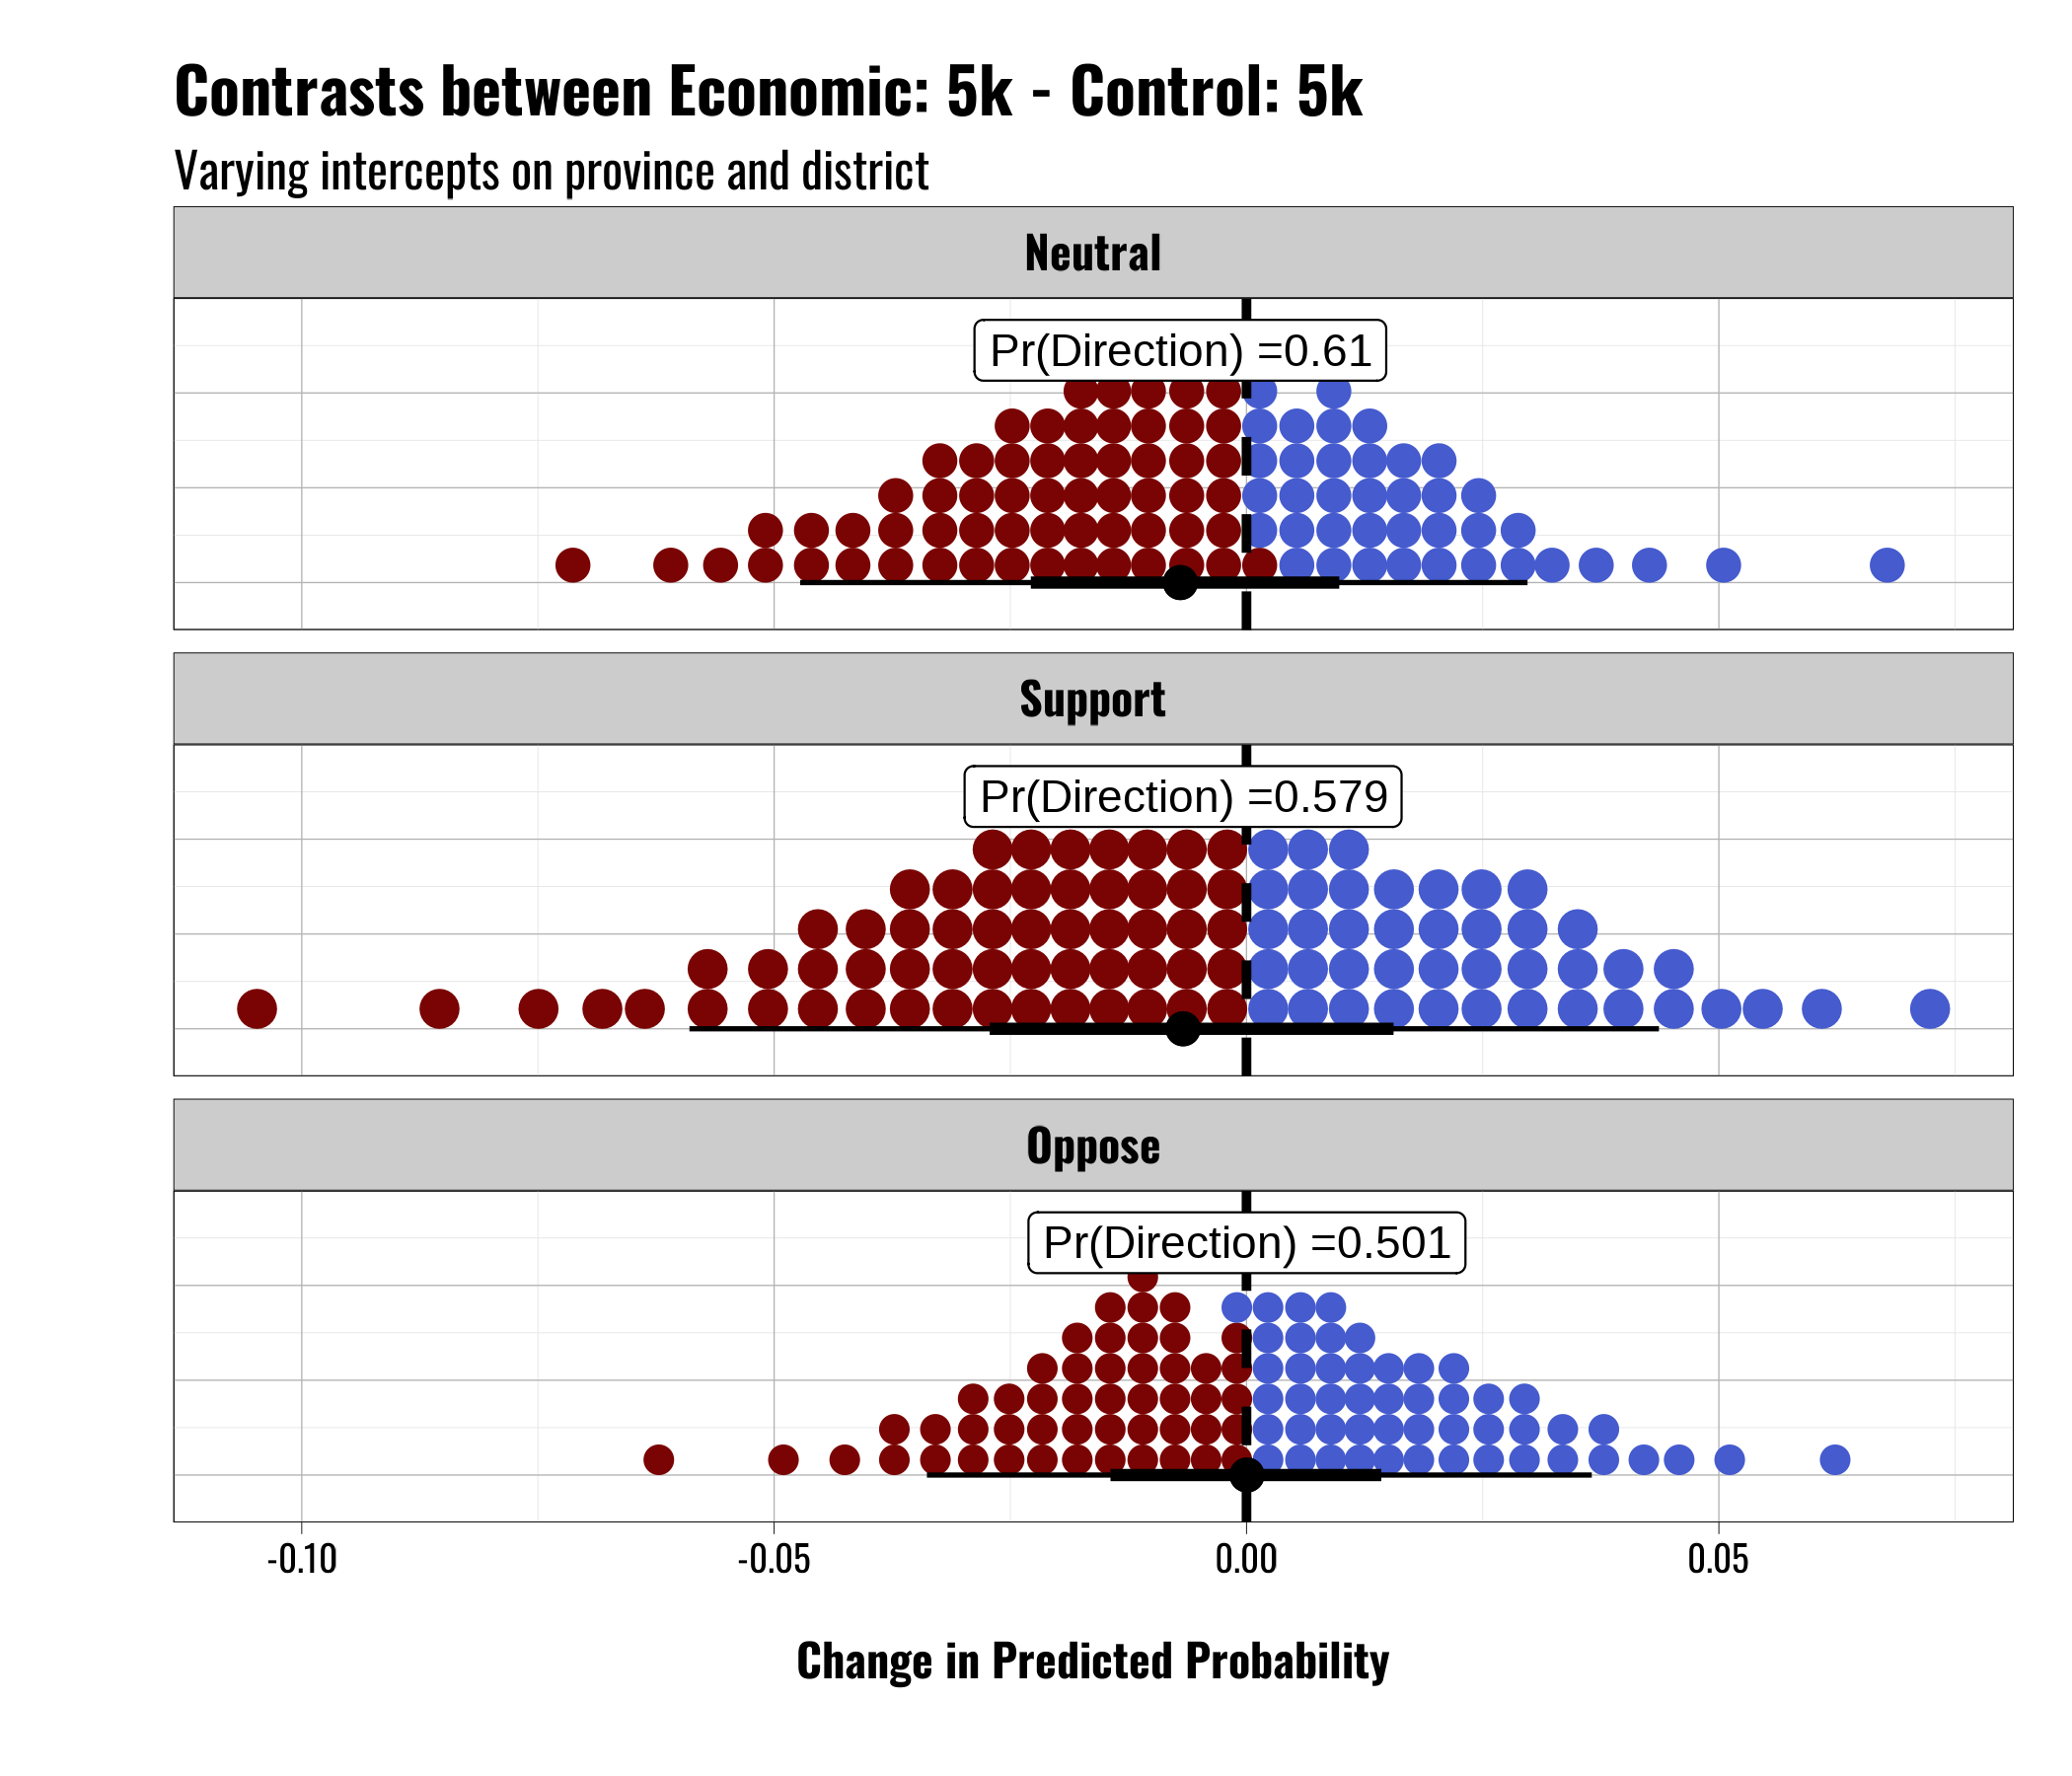 Contrasts between Economic: 5k - Control: 5k
Varying intercepts on province and district
Neutral
Pr(Direction) =0.61
Support
Pr(Direction) =0.579
Oppose
Pr(Direction) =0.501
-0.10 -0.05 0.00 0.05
Change in Predicted Probability